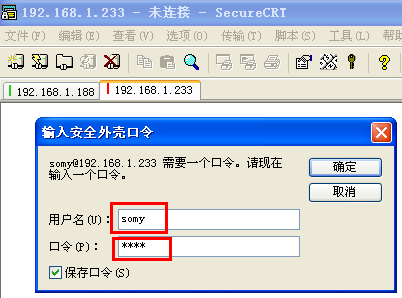 192.168.1.233 - 未连接 - SecureCRT
文件(F) 编辑(E) 查看(V) 选项(O) 传输(T) 脚本(S) 工具(L) 帮助
192.168.1.188 192.168.1.233
输入安全外壳口令
somy@192.168.1.233 需要一个口令。请现在
输入一个口令。
确定
取消
用户名(U): somy
口令(P): ****
保存口令(S)